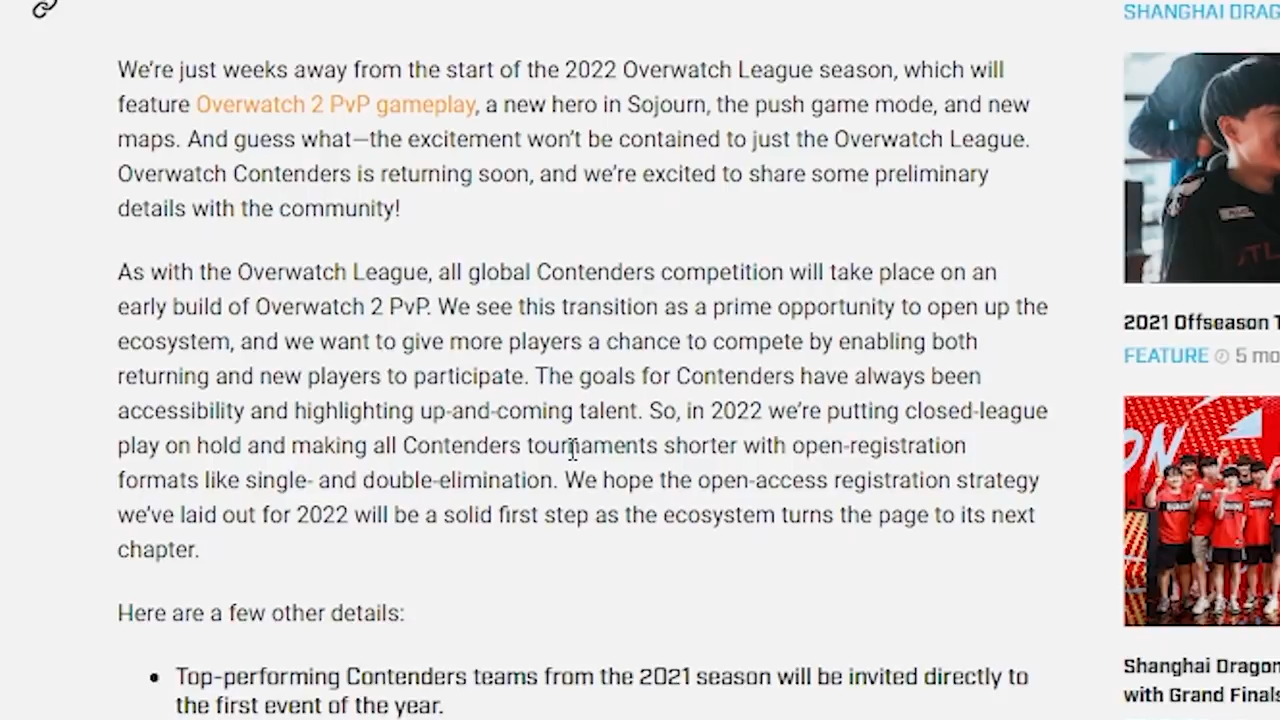 We're just weeks away from the start of the 2022 Overwatch League season, which will
feature Overwatch 2 PvP gameplay, a new hero in Sojourn, the push game mode, and new
maps. And guess what—the excitement won't be contained to just the Overwatch League.
Overwatch Contenders is returning soon, and we're excited to share some preliminary
details with the community!
As with the Overwatch League, all global Contenders competition will take place on an
early build of Overwatch 2 PvP. We see this transition as a prime opportunity to open up the
ecosystem, and we want to give more players a chance to compete by enabling both
returning and new players to participate. The goals for Contenders have always been
accessibility and highlighting up-and-coming talent. So, in 2022 we're putting closed-league
play on hold and making all Contenders tournaments shorter with open-registration
formats like single- and double-elimination. We hope the open-access registration strategy
we've laid out for 2022 will be a solid first step as the ecosystem turns the page to its next
chapter.
Here are a few other details:
• Top-performing Contenders teams from the 2021 season will be invited directly to
the first event of the year.
SHANGHAI DRAG
2021 Offseason T
FEATURE 5 mo
Shanghai Dragon
with Grand Finals